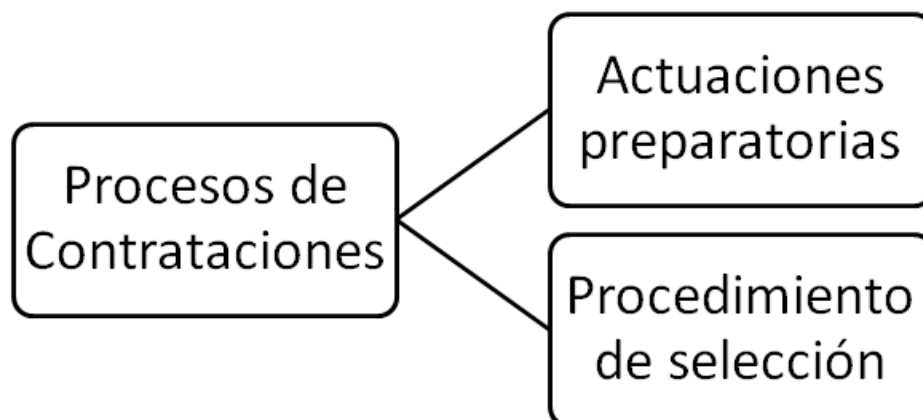 Procesos de
Contrataciones
Actuaciones
preparatorias
Procedimiento
de selección